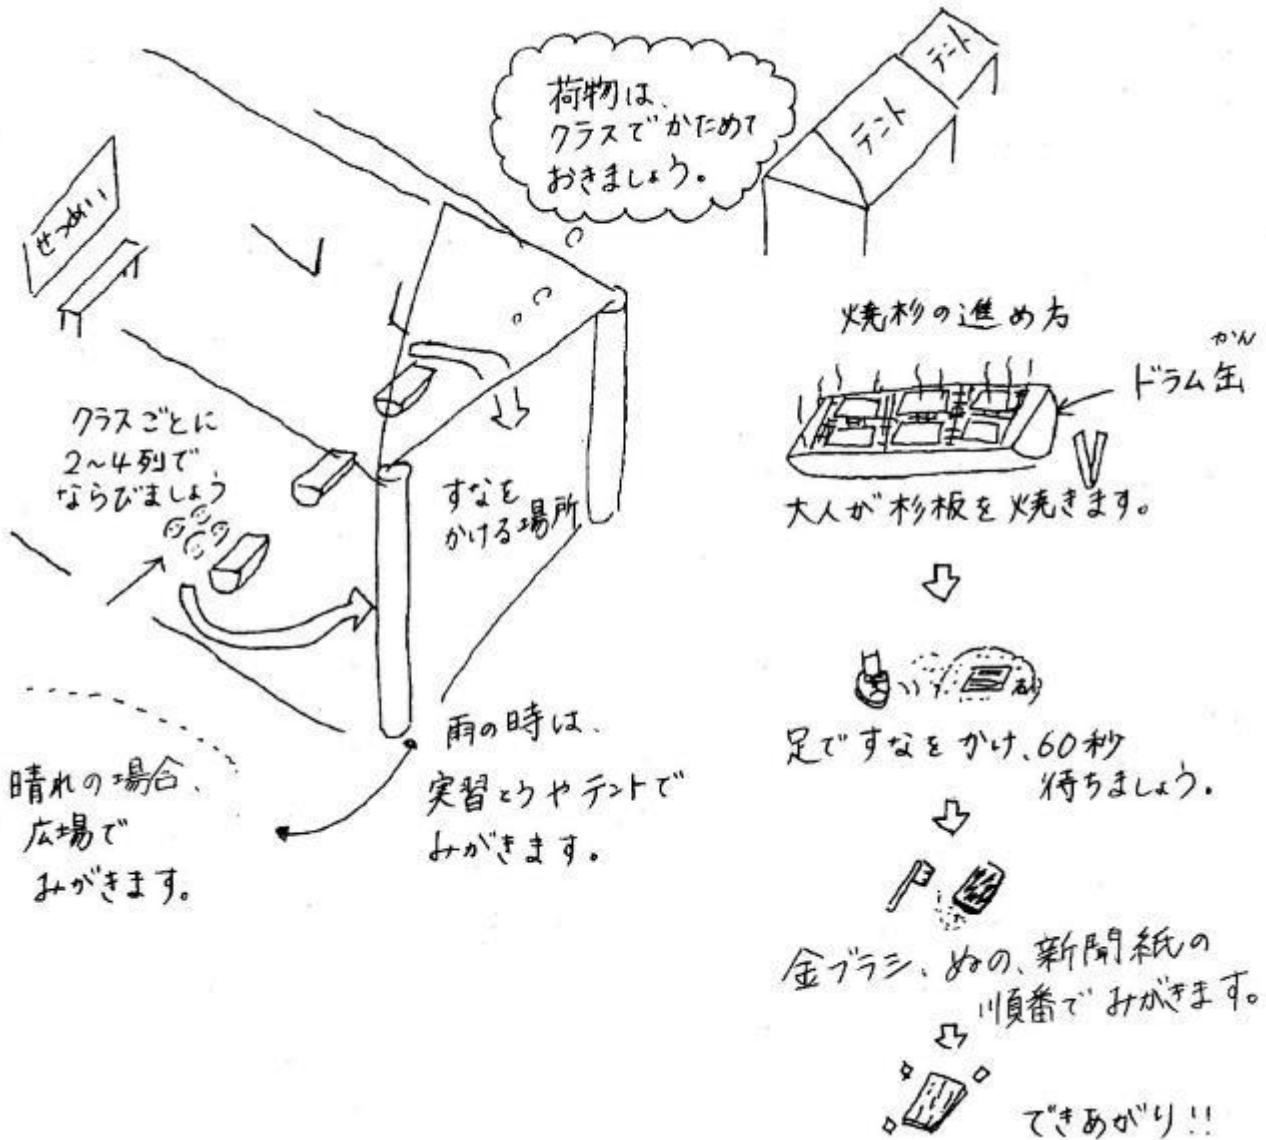 荷物は、
クラスでかためて
おきましょう。
テント
テント
せつめい
クラスごとに
2〜4列で
ならびましょう
すなを
かける場所
雨の時は、
実習とうやテントで
みがきます。
晴れの場合、
広場で
みがきます。
焼杉の進め方
かん
ドラム缶
大人が杉板を焼きます。
足ですなをかけ、60秒
待ちましょう。
金ブラシ、ぬの、新聞紙の
順番でみがきます。
できあがり!!